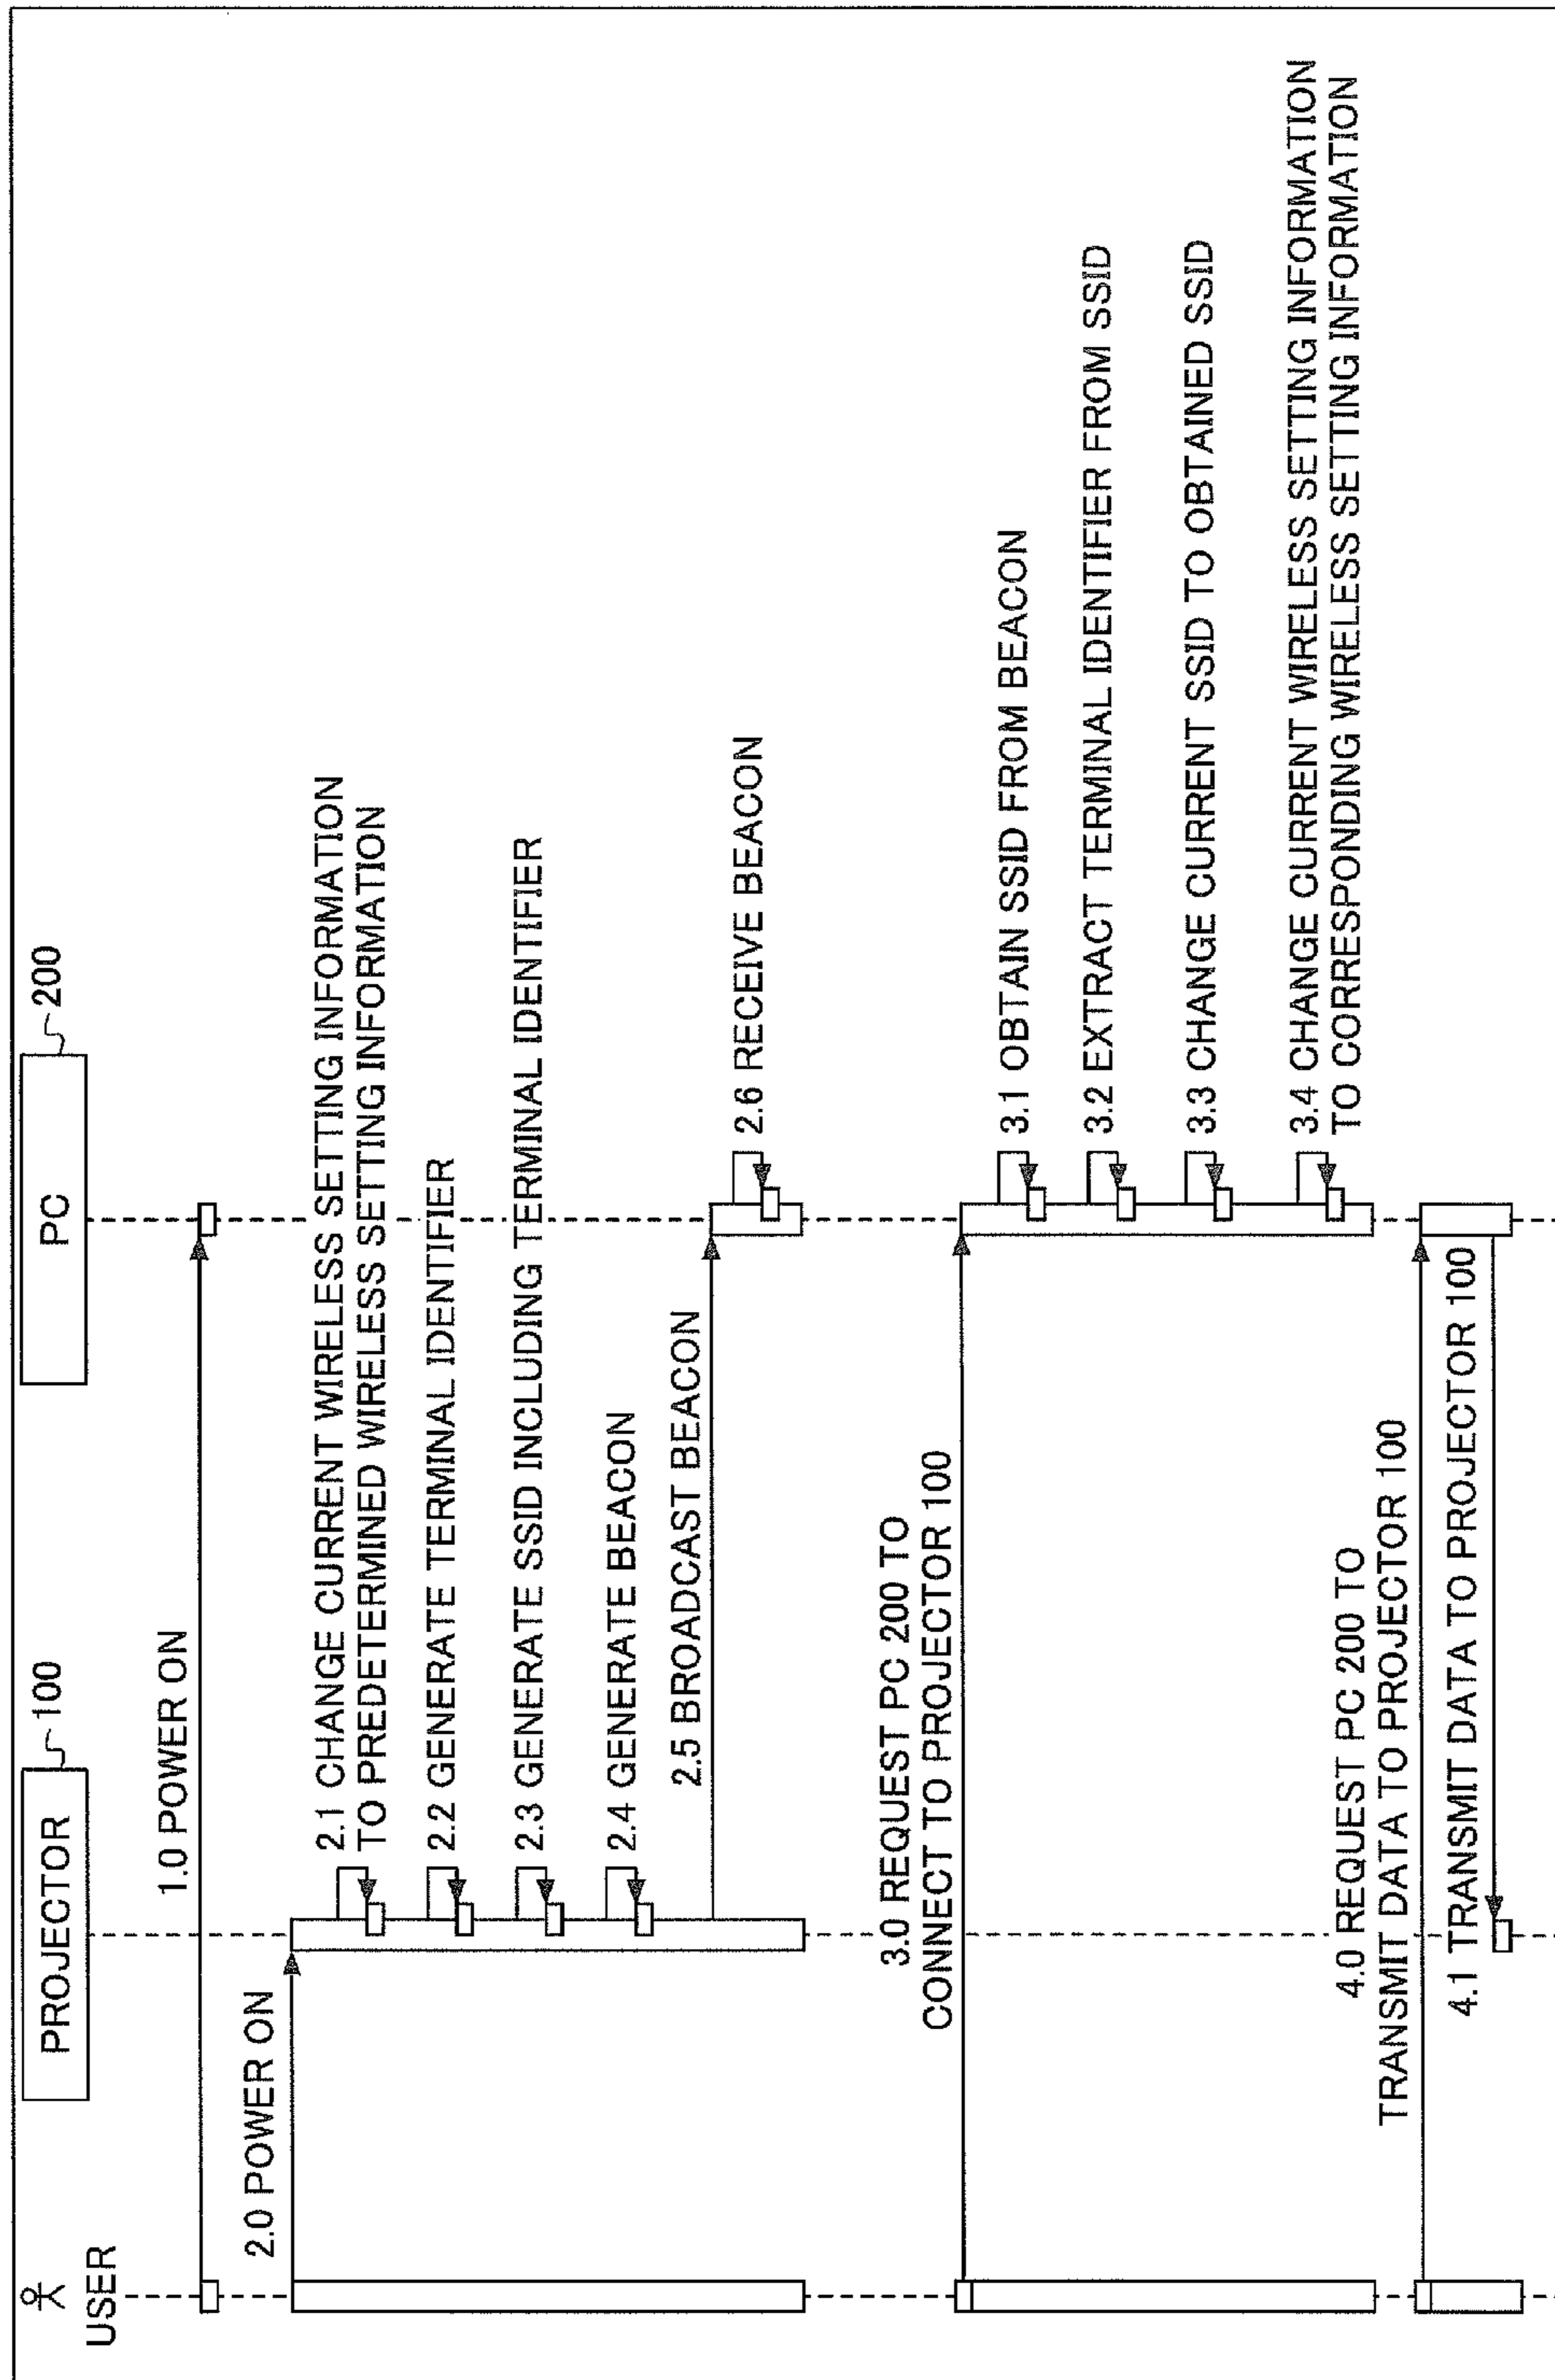 USER
PROJECTOR
100
PC
200
1.0 POWER ON
2.0 POWER ON
2.1 CHANGE CURRENT WIRELESS SETTING INFORMATION
TO PREDETERMINED WIRELESS SETTING INFORMATION
2.2 GENERATE TERMINAL IDENTIFIER
2.3 GENERATE SSID INCLUDING TERMINAL IDENTIFIER
2.4 GENERATE BEACON
2.5 BROADCAST BEACON
2.6 RECEIVE BEACON
3.0 REQUEST PC 200 TO
CONNECT TO PROJECTOR 100
3.1 OBTAIN SSID FROM BEACON
3.2 EXTRACT TERMINAL IDENTIFIER FROM SSID
3.3 CHANGE CURRENT SSID TO OBTAINED SSID
3.4 CHANGE CURRENT WIRELESS SETTING INFORMATION
TO CORRESPONDING WIRELESS SETTING INFORMATION
4.0 REQUEST PC 200 TO
TRANSMIT DATA TO PROJECTOR 100
4.1 TRANSMIT DATA TO PROJECTOR 100